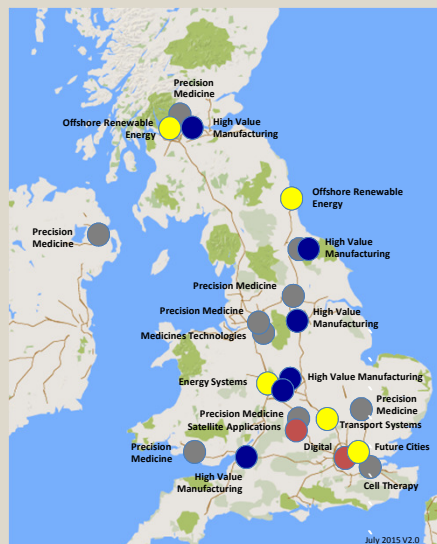 Precision
Medicine
Offshore Renewable
Energy
High Value
Manufacturing
Offshore Renewable
Energy
Precision
Medicine
High Value
Manufacturing
Precision Medicine
Precision Medicine
High Value
Manufacturing
Medicines Technologies
Energy Systems
High Value Manufacturing
Precision
Medicine
Precision Medicine
Satellite Applications
Transport Systems
Precision
Medicine
Digital
Future Cities
High Value
Manufacturing
Cell Therapy
July 2015 V2.0